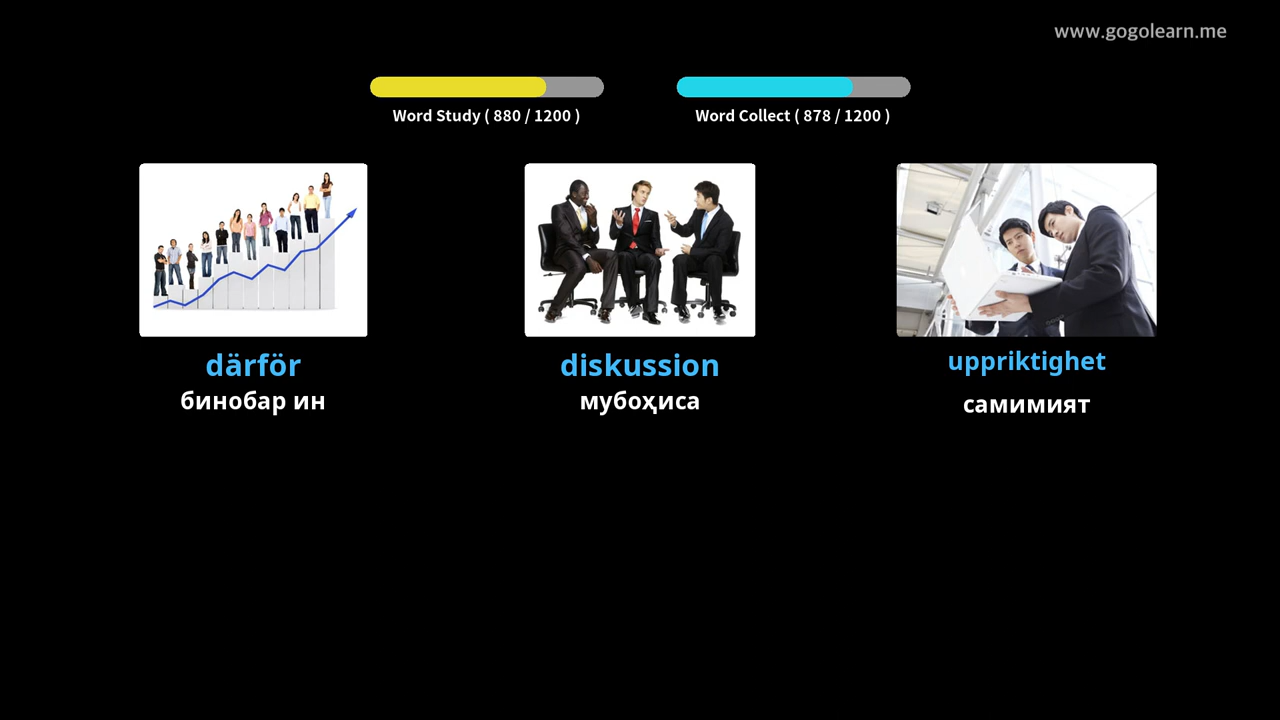 www.gogolearn.me
Word Study ( 880 / 1200 )
Word Collect ( 878 / 1200 )
därför
бинобар ин
diskussion
мубоҳиса
uppriktighet
самимият